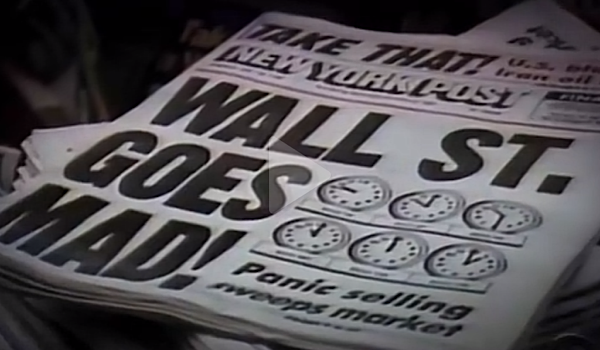 TAKE THAT!
U.S.
Iran oil
NEW YORK POST
WALL ST.
GOES
MAD!
Panic selling
sweeps market